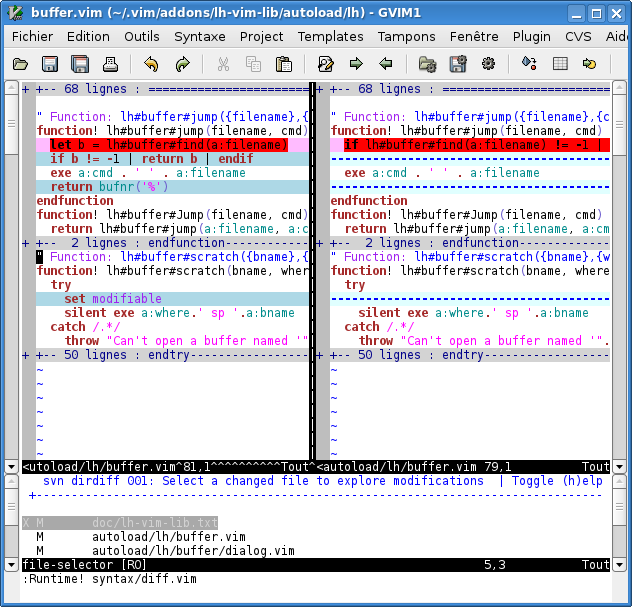 buffer.vim (~/.vim/addons/lh-vim-lib/autoload/lh) - GVIM1
Fichier Edition Outils Syntaxe Project Templates Tampons Fenêtre Plugin CVS Aide
+ +-- 68 lignes : =======================
" Function: lh#buffer#jump({filename},{
function! lh#buffer#jump(filename, cmd)
let b = lh#buffer#find(a:filename)
if b != -1 | return b | endif
exe a:cmd . ' ' . a:filename
return bufnr('%')
endfunction
function! lh#buffer#Jump(filename, cmd)
return lh#buffer#jump(a:filename, a:c
+ +-- 2 lignes : endfunction------------
" Function: lh#buffer#scratch({bname},{
function! lh#buffer#scratch(bname, where
try
set modifiable
silent exe a:where.' sp '.a:bname
catch /.*/
throw "Can't open a buffer named '"
+ +-- 50 lignes : endtry-----------------
~
~
~
~
~
~
~
<utoload/lh/buffer.vim^81,1^^^^^^^^^^Tout^
+ +-- 68 lignes : =======================
" Function: lh#buffer#jump({filename},{c
function! lh#buffer#jump(filename, cmd)
if lh#buffer#find(a:filename) != -1 |
----------------------------------------
exe a:cmd . ' ' . a:filename
----------------------------------------
endfunction
function! lh#buffer#Jump(filename, cmd)
return lh#buffer#jump(a:filename, a:cm
+ +-- 2 lignes : endfunction------------
" Function: lh#buffer#scratch({bname},{w
function! lh#buffer#scratch(bname, where
try
----------------------------------------
silent exe a:where.' sp '.a:bname
catch /.*/
throw "Can't open a buffer named '".
+ +-- 50 lignes : endtry-----------------
~
~
~
~
~
~
~
<autoload/lh/buffer.vim 79,1 Tout
svn dirdiff 001: Select a changed file to explore modifications | Toggle (h)elp
+--------------------------------------------------------------------------------
X M doc/lh-vim-lib.txt
M autoload/lh/buffer.vim
M autoload/lh/buffer/dialog.vim
file-selector [RO] 5,3 Tout
:Runtime! syntax/diff.vim